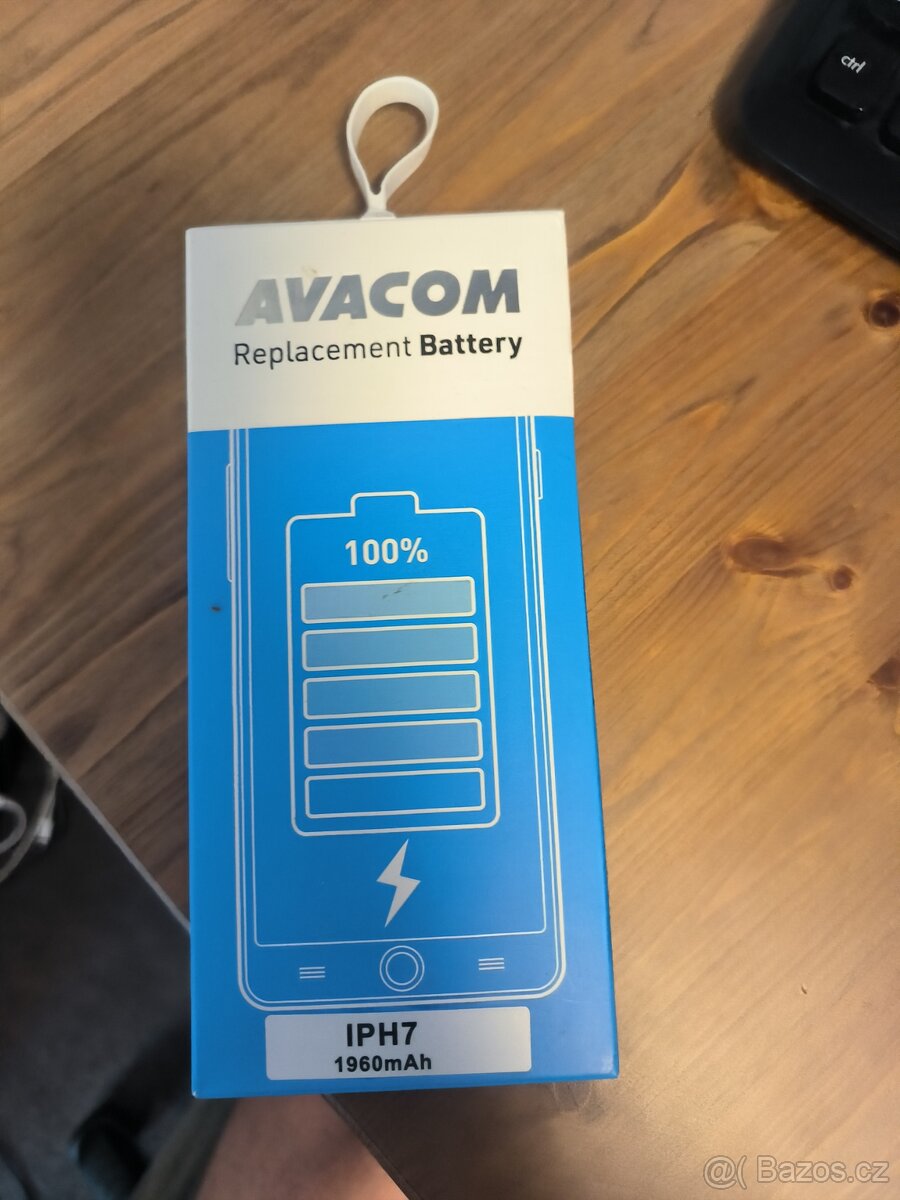 ctrl
AVACOM
Replacement Battery
100%
IPH7
1960mAh
@( Bazos.cz